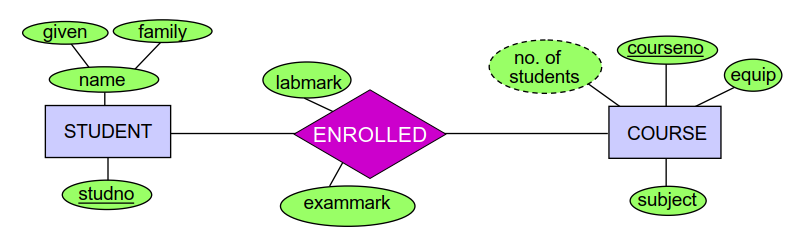 given
family
name
STUDENT
studno
labmark
ENROLLED
exammark
no. of
students
courseno
equip
COURSE
subject